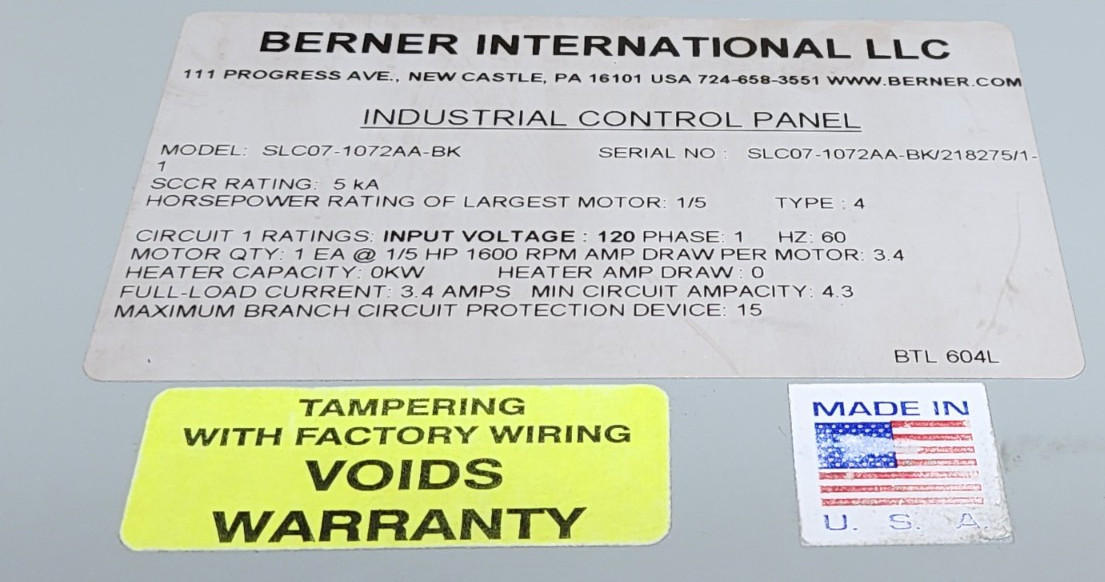 BERNER INTERNATIONAL LLC
111 PROGRESS AVE., NEW CASTLE, PA 16101 USA 724-658-3551 WWW.BERNER.COM
INDUSTRIAL CONTROL PANEL
MODEL: SLC07-1072AA-BK SERIAL NO : SLC07-1072AA-BK/218275/1-
1
SCCR RATING: 5 kA
HORSEPOWER RATING OF LARGEST MOTOR: 1/5 TYPE : 4
CIRCUIT 1 RATINGS: INPUT VOLTAGE : 120 PHASE: 1 HZ: 60
MOTOR QTY: 1 EA @ 1/5 HP 1600 RPM AMP DRAW PER MOTOR: 3.4
HEATER CAPACITY: 0KW HEATER AMP DRAW : 0
FULL-LOAD CURRENT: 3.4 AMPS MIN CIRCUIT AMPACITY: 4.3
MAXIMUM BRANCH CIRCUIT PROTECTION DEVICE: 15
BTL 604L
TAMPERING
WITH FACTORY WIRING
VOIDS
WARRANTY
MADE IN
U. S. A.